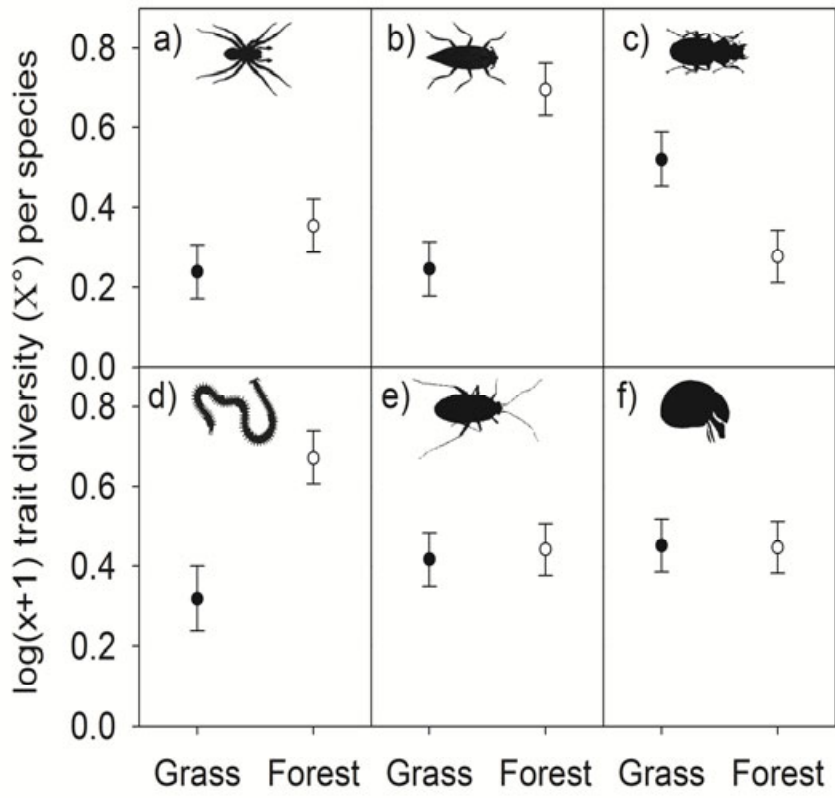 log(x+1) trait diversity (X°) per species
0.8 a) b) c)
0.6
0.4
0.2
0.0
0.8 d) e) f)
0.6
0.4
0.2
0.0
Grass Forest Grass Forest Grass Forest